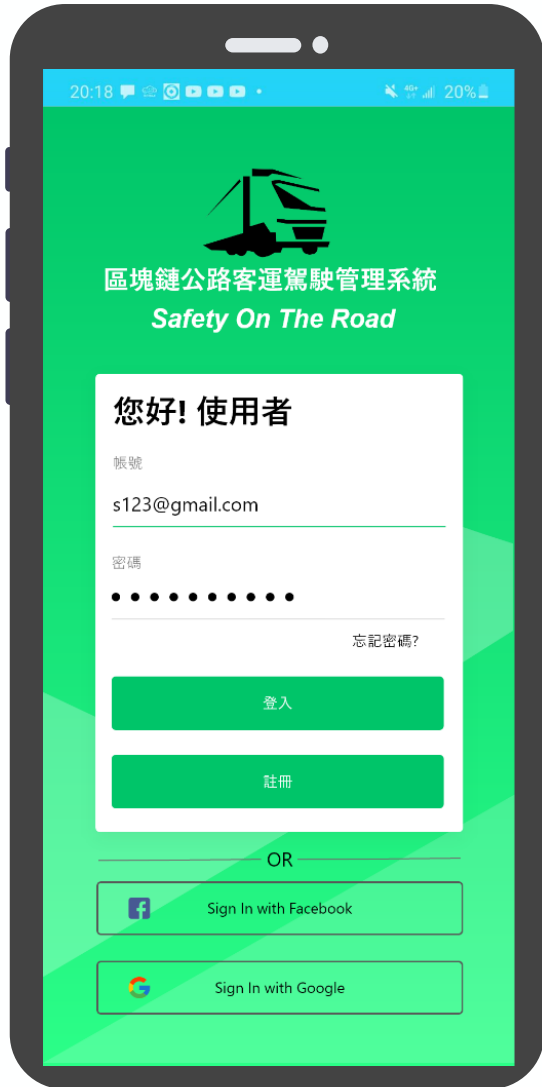 20:18
4G+
20%
區塊鏈公路客運駕駛管理系統
Safety On The Road
您好! 使用者
帳號
s123@gmail.com
密碼
忘記密碼?
登入
註冊
OR
Sign In with Facebook
Sign In with Google